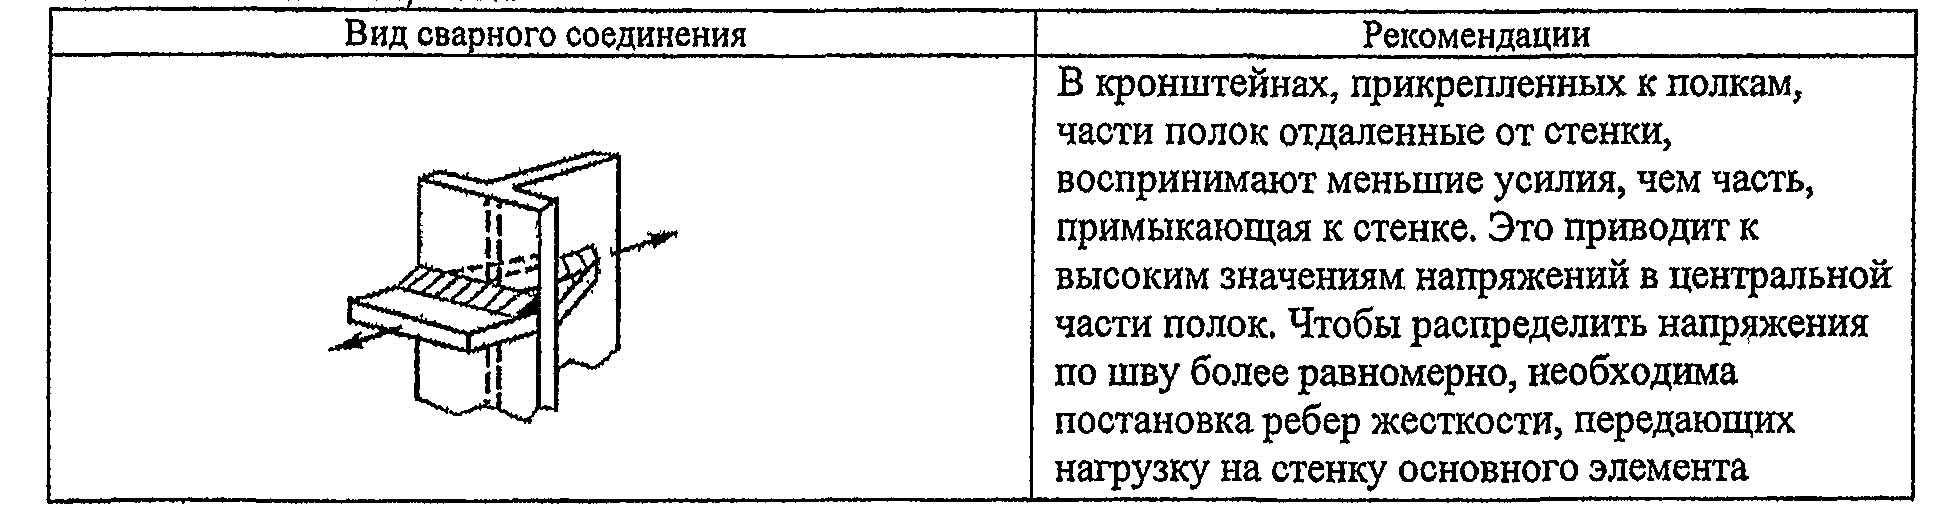 Вид сварного соединения
Рекомендации
В кронштейнах, прикрепленных к полкам,
части полок отдаленные от стенки,
воспринимают меньшие усилия, чем часть,
примыкающая к стенке. Это приводит к
высоким значениям напряжений в центральной
части полок. Чтобы распределить напряжения
по шву более равномерно, необходима
постановка ребер жесткости, передающих
нагрузку на стенку основного элемента